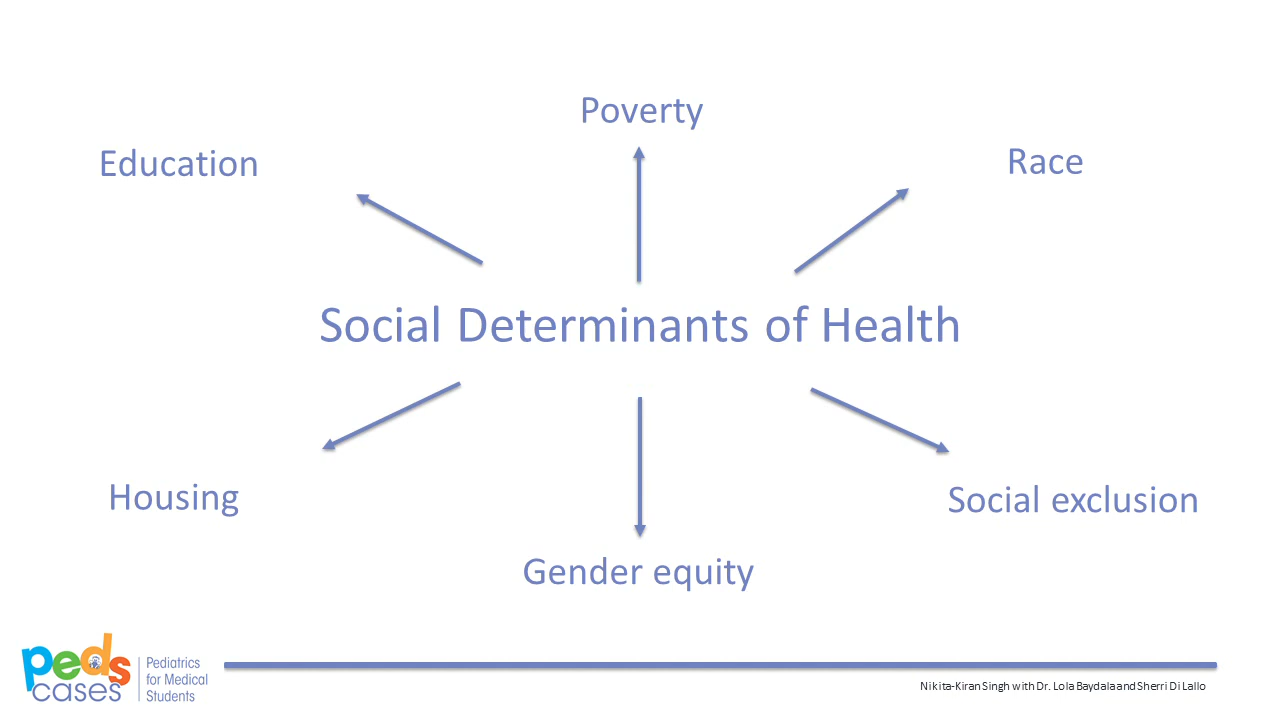 Poverty
Education
Race
Social Determinants of Health
Housing
Social exclusion
Gender equity
peds
cases
Pediatrics
for Medical
Students
Nikita-Kiran Singh with Dr. Lola Baydala and Sherri Di Lallo